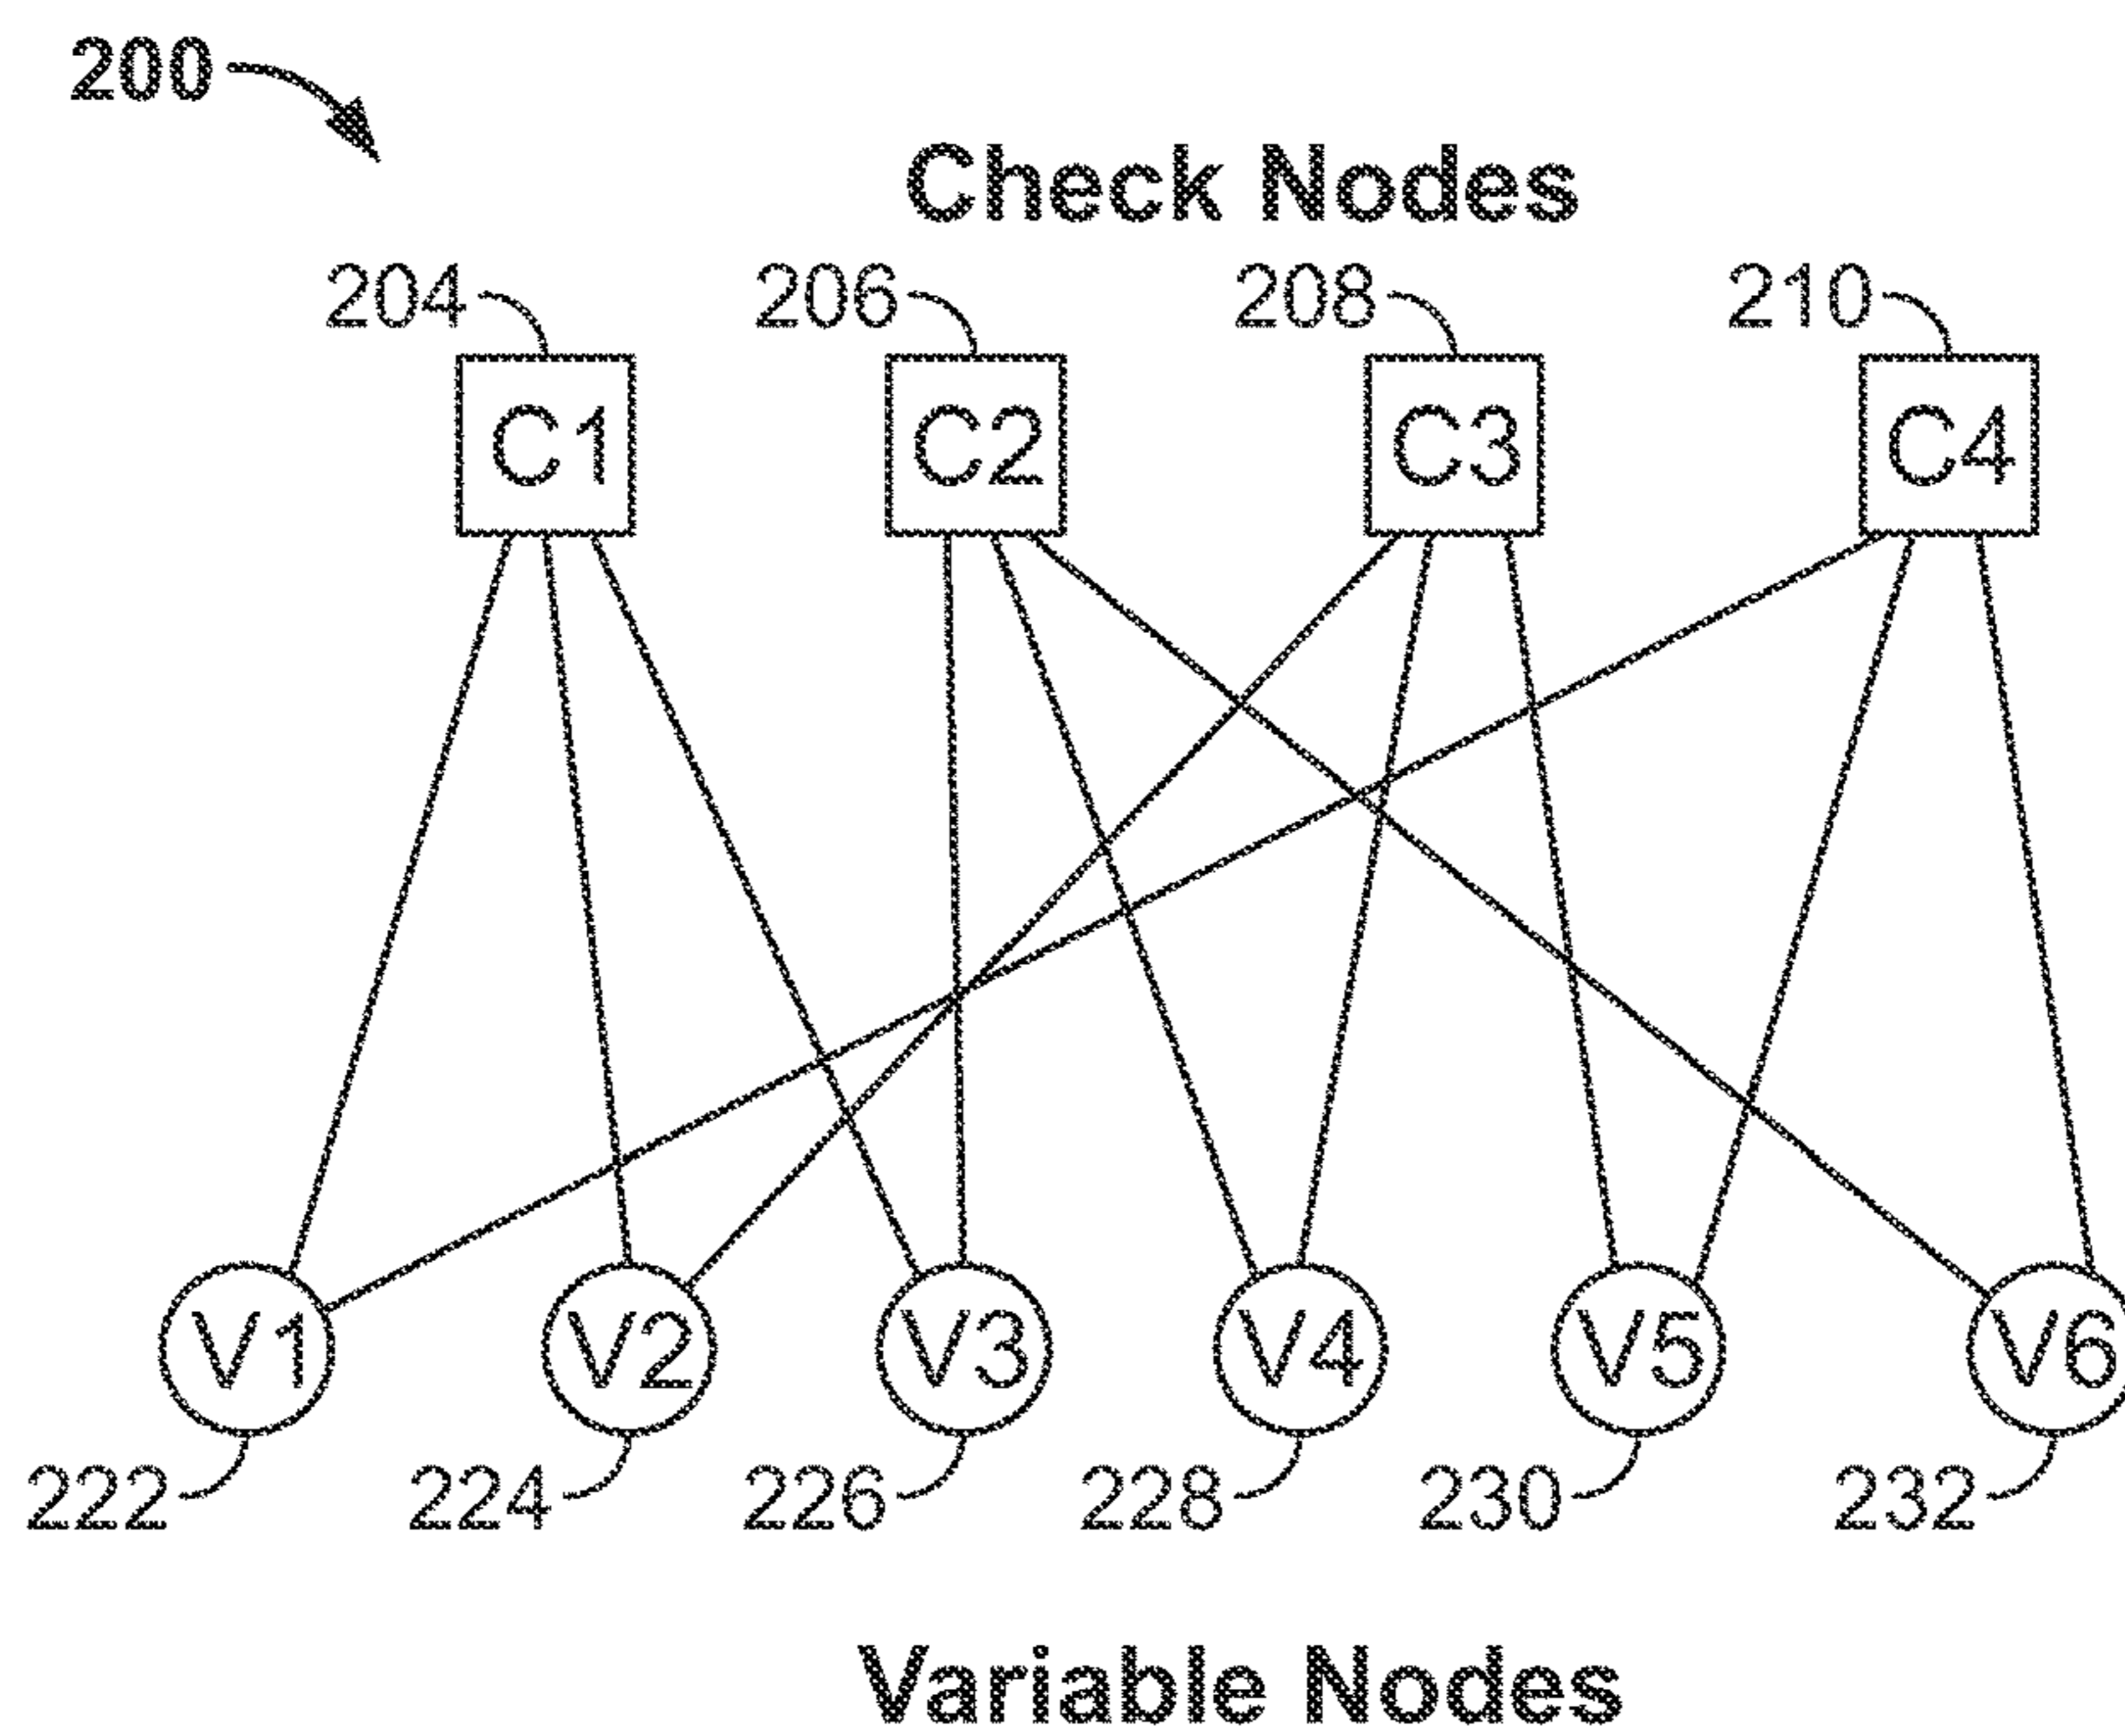 200
Check Nodes
204 206 208 210
C1 C2 C3 C4
V1 V2 V3 V4 V5 V6
222 224 226 228 230 232
Variable Nodes